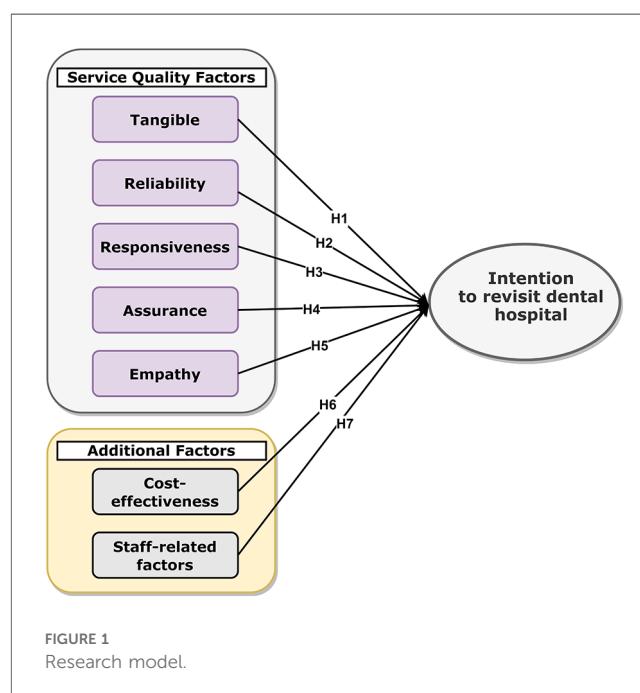 Service Quality Factors
Tangible
Reliability
Responsiveness
Assurance
Empathy
H1
H2
H3
H4
H5
H6
H7
Intention
to revisit dental
hospital
Additional Factors
Cost-
effectiveness
Staff-related
factors
FIGURE 1
Research model.